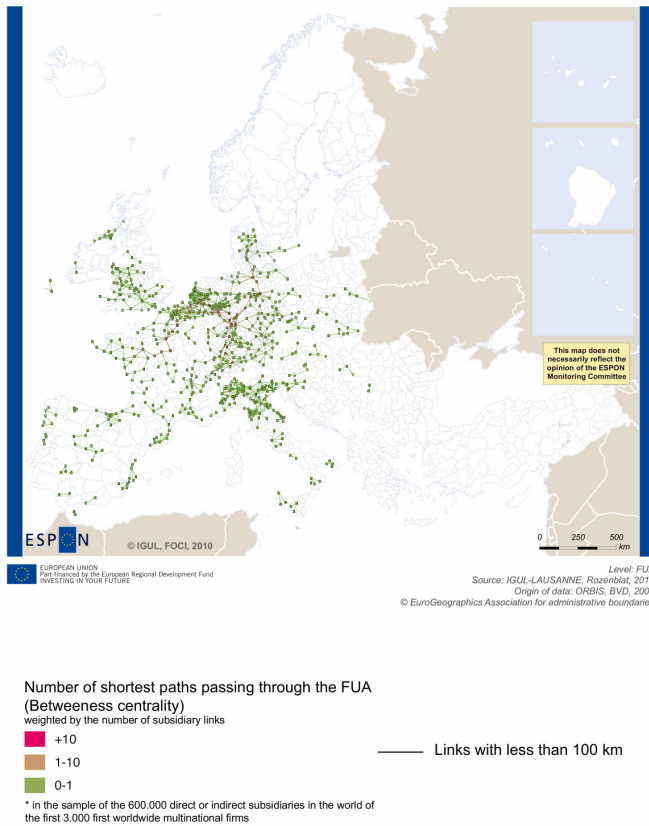 This map does not
necessarily reflect the
opinion of the ESPON
Monitoring Committee
ESPON
© IGUL, FOCI, 2010
0 250 500
km
EUROPEAN UNION
Part-financed by the European Regional Development Fund
INVESTING IN YOUR FUTURE
Level: FU
Source: IGUL-LAUSANNE, Rozenblat, 201
Origin of data: ORBIS, BVD, 200
© EuroGeographics Association for administrative boundarie
Number of shortest paths passing through the FUA
(Betweeness centrality)
weighted by the number of subsidiary links
+10
1-10
0-1
Links with less than 100 km
* in the sample of the 600.000 direct or indirect subsidiaries in the world of
the first 3.000 first worldwide multinational firms